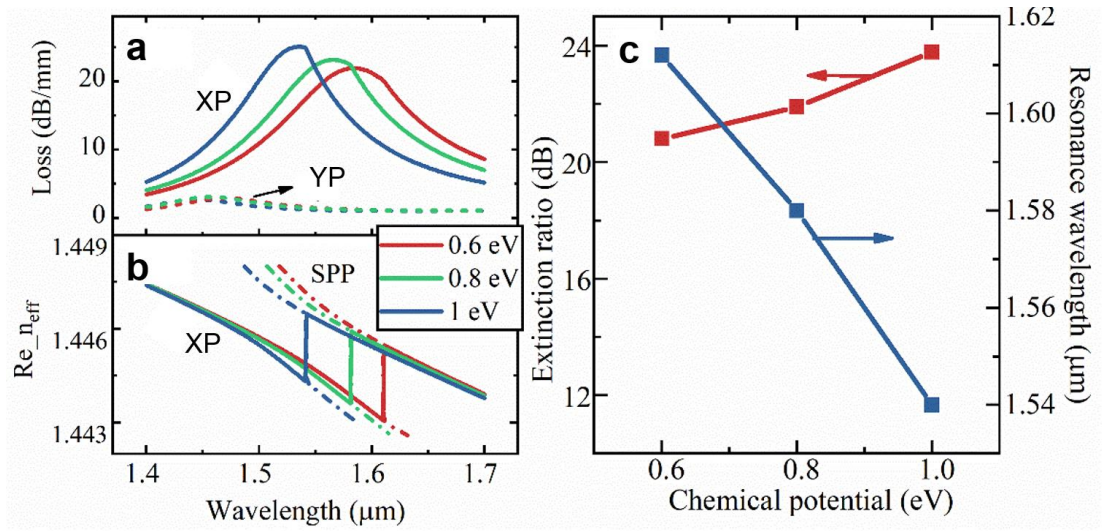 a
Loss (dB/mm)
20
10
0
XP
YP
b
Re_n_eff
1.449
1.446
1.443
SPP
XP
0.6 eV
0.8 eV
1 eV
1.4
1.5
1.6
1.7
Wavelength (μm)
c
Extinction ratio (dB)
24
20
16
12
1.62
1.60
1.58
1.56
1.54
Resonance wavelength (μm)
0.6
0.8
1.0
Chemical potential (eV)